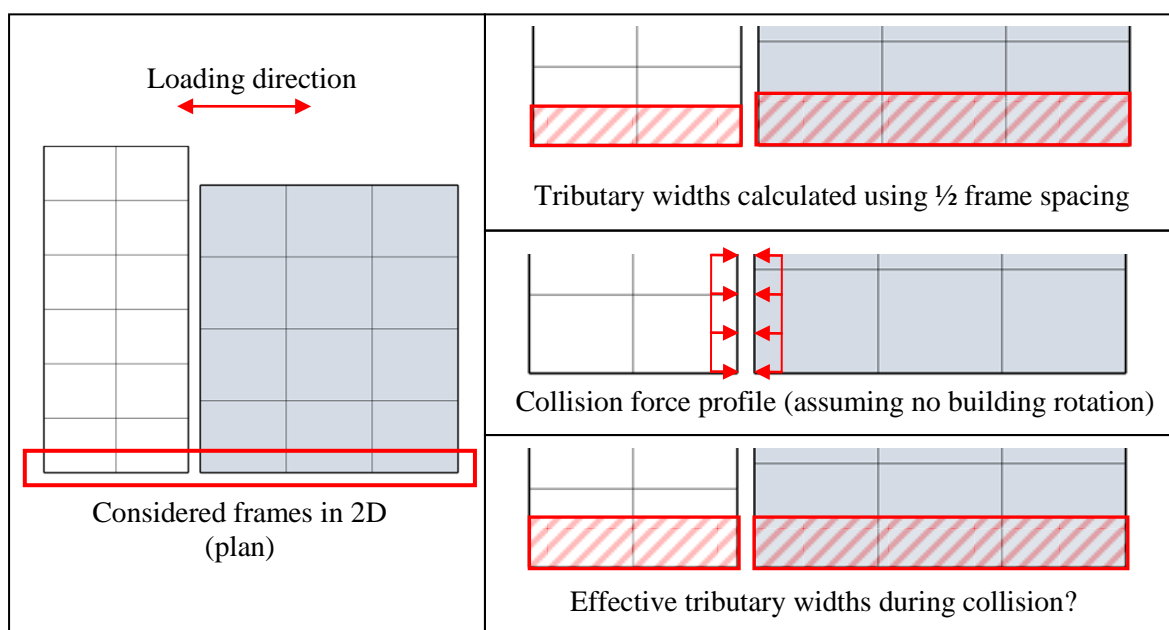 Loading direction
Considered frames in 2D
(plan)
Tributary widths calculated using ½ frame spacing
Collision force profile (assuming no building rotation)
Effective tributary widths during collision?